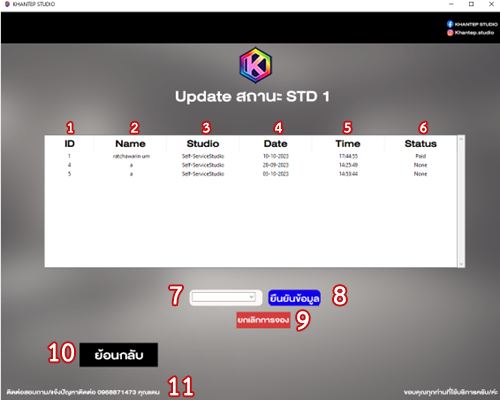 KHANTEP STUDIO
KHANTEP STUDIO
Khantep.studio
K
Update สถานะ STD 1
1 2 3 4 5 6
ID Name Studio Date Time Status
1 ratchawarin um Self-ServiceStudio 10-10-2023 17:44:55 Paid
4 a Self-ServiceStudio 28-09-2023 14:25:49 None
5 a Self-ServiceStudio 03-10-2023 14:53:44 None
7 ยืนยันข้อมูล 8
ยกเลิกการจอง 9
10 ย้อนกลับ
ติดต่อสอบถาม/แจ้งปัญหาติดต่อ 0988871473 คุณแดน 11 ขอบคุณทุกท่านที่ใช้บริการครับ/ค่ะ